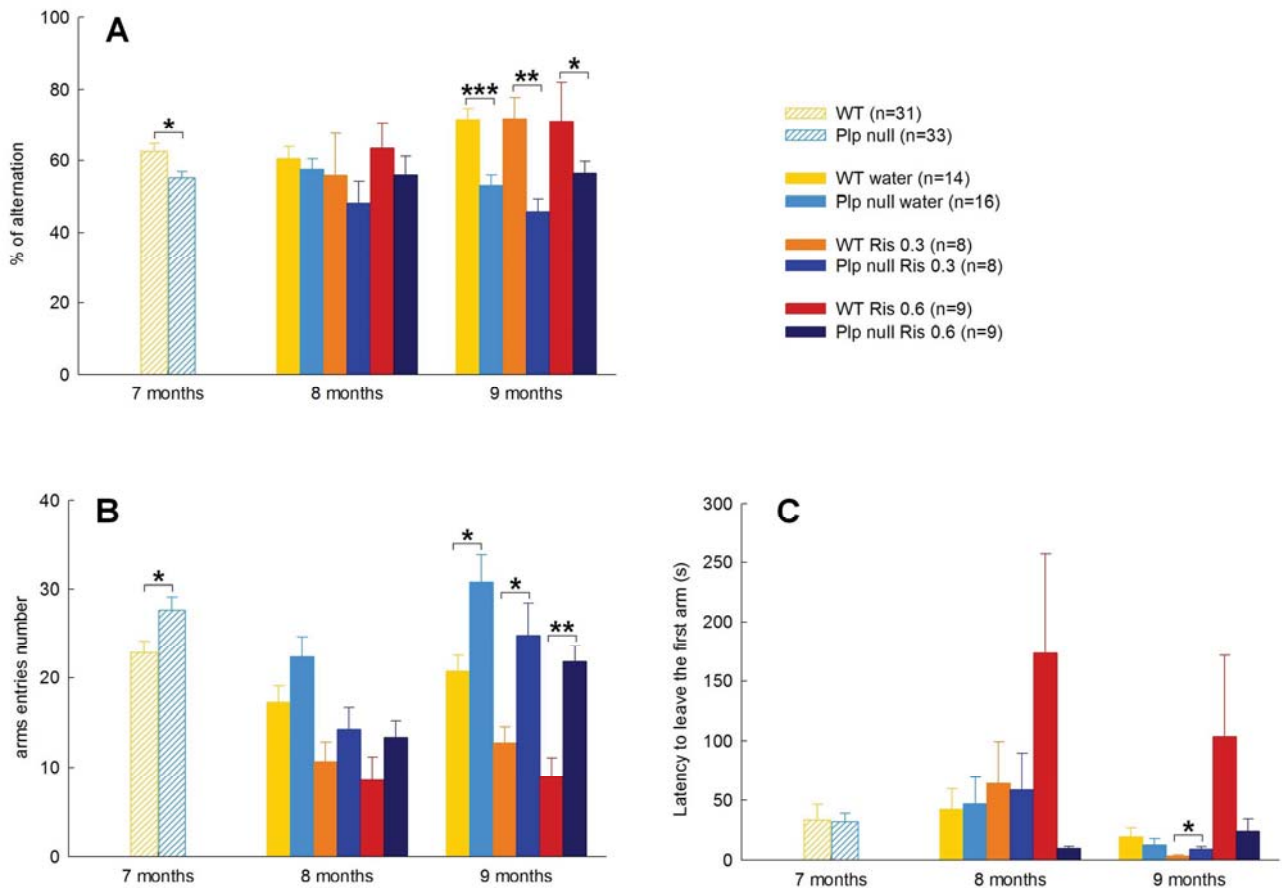 A
100
80
60
40
20
0
% of alternation
*
***
**
*
7 months
8 months
9 months
WT (n=31)
Plp null (n=33)
WT water (n=14)
Plp null water (n=16)
WT Ris 0.3 (n=8)
Plp null Ris 0.3 (n=8)
WT Ris 0.6 (n=9)
Plp null Ris 0.6 (n=9)
B
40
30
20
10
0
arms entries number
*
*
*
**
7 months
8 months
9 months
C
300
250
200
150
100
50
0
Latency to leave the first arm (s)
*
7 months
8 months
9 months